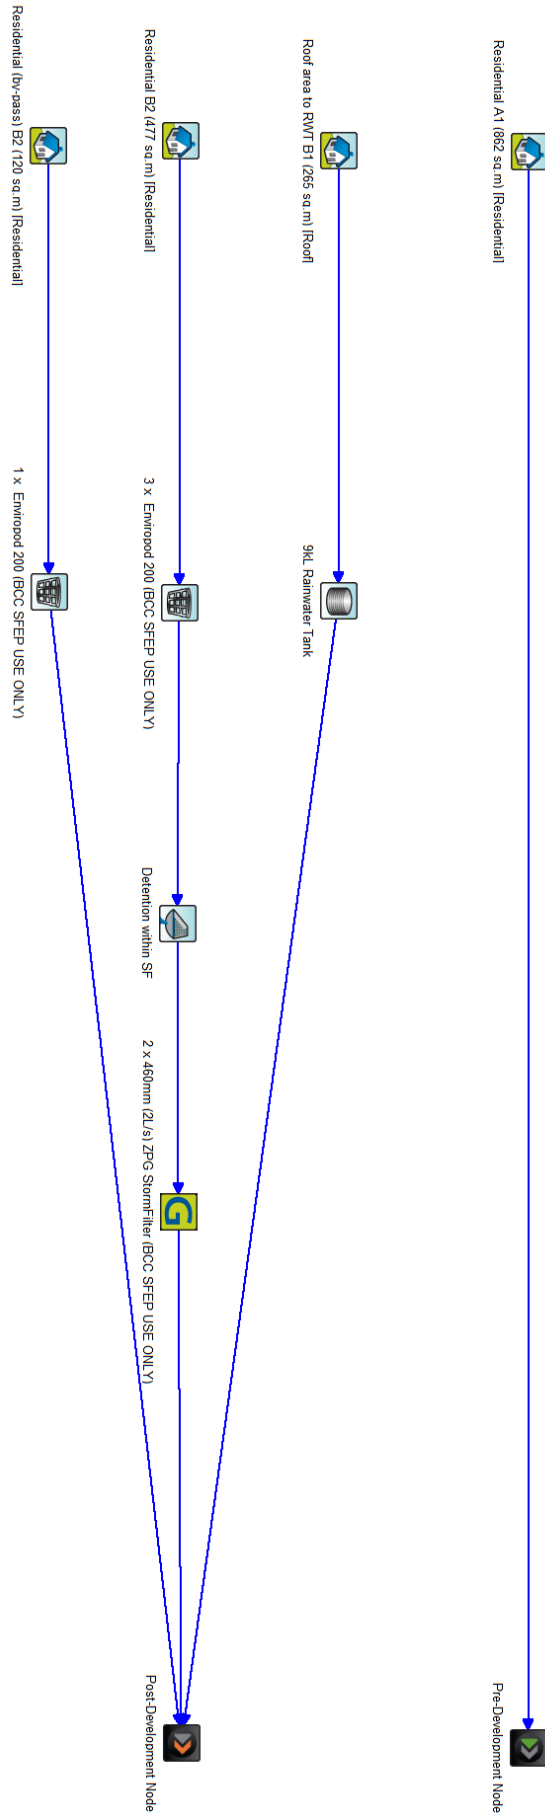 Residential A1 (862 sq.m) [Residential]
Pre-Development Node
Roof area to RWT B1 (265 sq.m) [Roof]
9kL Rainwater Tank
Residential B2 (477 sq.m) [Residential]
3 x Enviropod 200 (BCC SFEP USE ONLY)
Detention within SF
2 x 460mm (2L/s) ZPG StormFilter (BCC SFEP USE ONLY)
Post-Development Node
Residential (by-pass) B2 (120 sq.m) [Residential]
1 x Enviropod 200 (BCC SFEP USE ONLY)
G